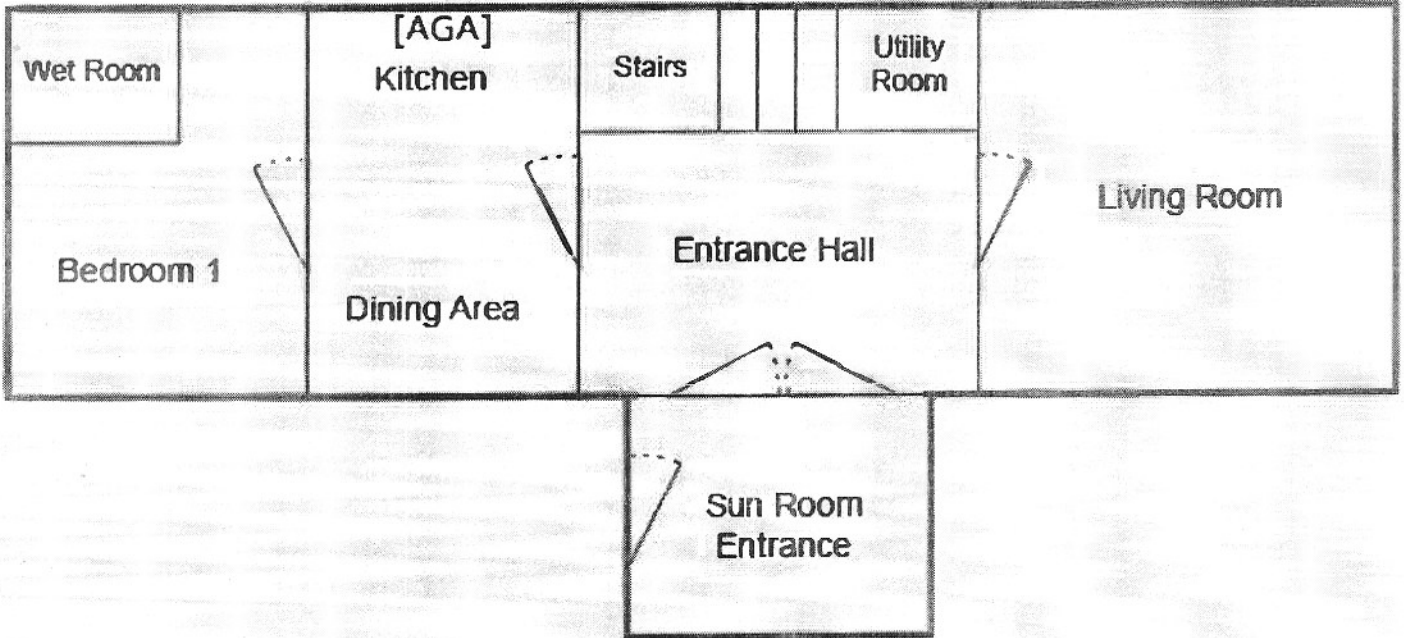 Wet Room
[AGA]
Kitchen
Stairs
Utility
Room
Living Room
Entrance Hall
Bedroom 1
Dining Area
Sun Room
Entrance